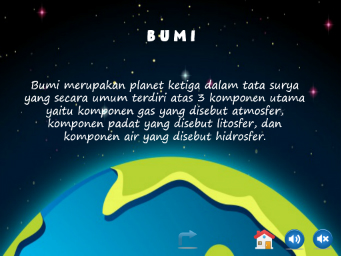 BUMI
Bumi merupakan planet ketiga dalam tata surya
yang secara umum terdiri atas 3 komponen utama
yaitu komponen gas yang disebut atmosfer,
komponen padat yang disebut litosfer, dan
komponen air yang disebut hidrosfer.